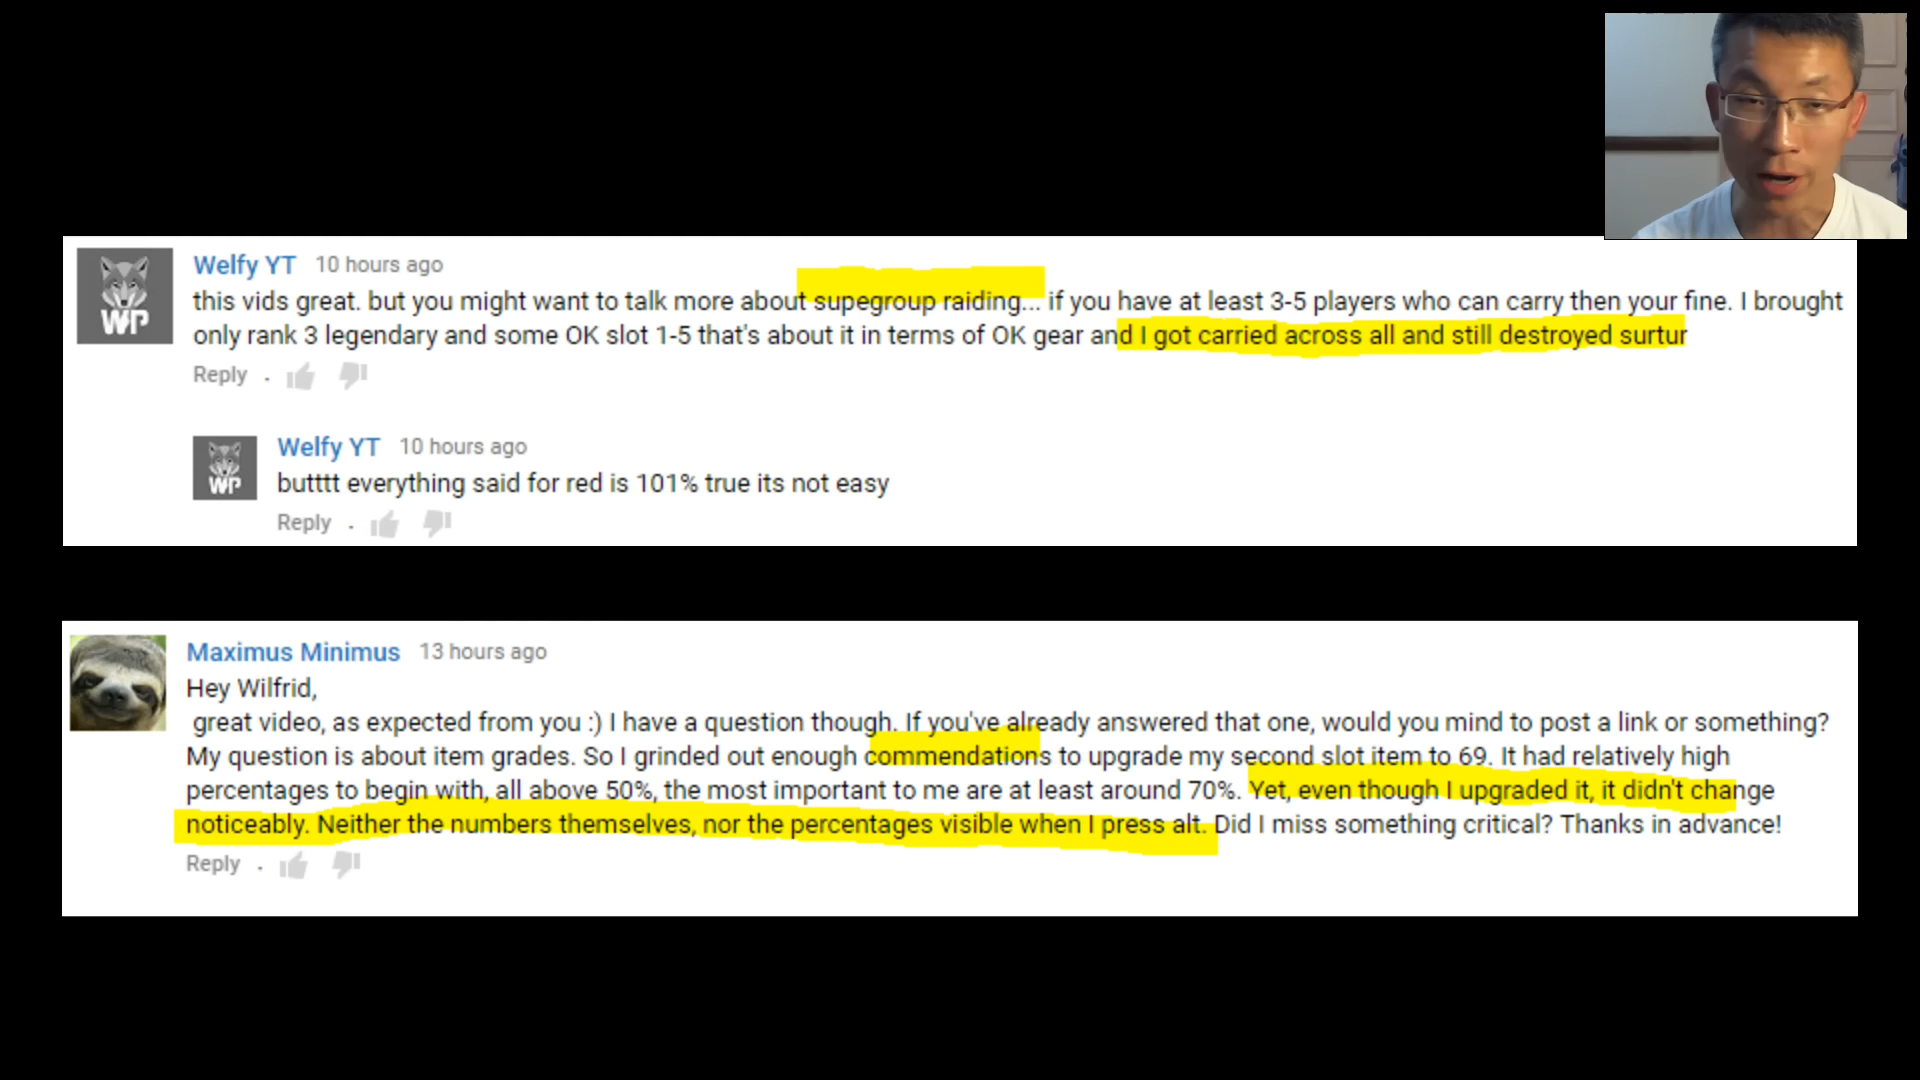 WP
Welfy YT 10 hours ago
this vids great. but you might want to talk more about supegroup raiding... if you have at least 3-5 players who can carry then your fine. I brought
only rank 3 legendary and some OK slot 1-5 that's about it in terms of OK gear and I got carried across all and still destroyed surtur
Reply .
WP
Welfy YT 10 hours ago
butttt everything said for red is 101% true its not easy
Reply .
Maximus Minimus 13 hours ago
Hey Wilfrid,
great video, as expected from you :) I have a question though. If you've already answered that one, would you mind to post a link or something?
My question is about item grades. So I grinded out enough commendations to upgrade my second slot item to 69. It had relatively high
percentages to begin with, all above 50%, the most important to me are at least around 70%. Yet, even though I upgraded it, it didn't change
noticeably. Neither the numbers themselves, nor the percentages visible when I press alt. Did I miss something critical? Thanks in advance!
Reply .